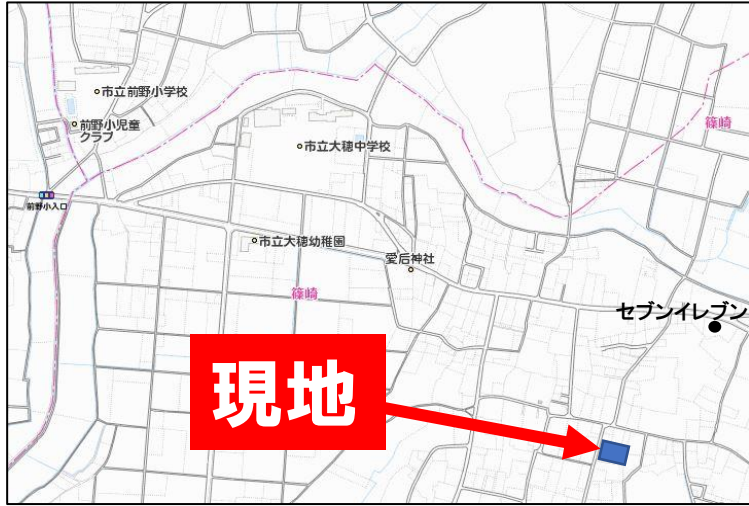 市立前野小学校
前野小児童
クラブ
篠崎
市立大穂中学校
前野小入口
市立大穂幼稚園
愛后神社
篠崎
セブンイレブン
現地